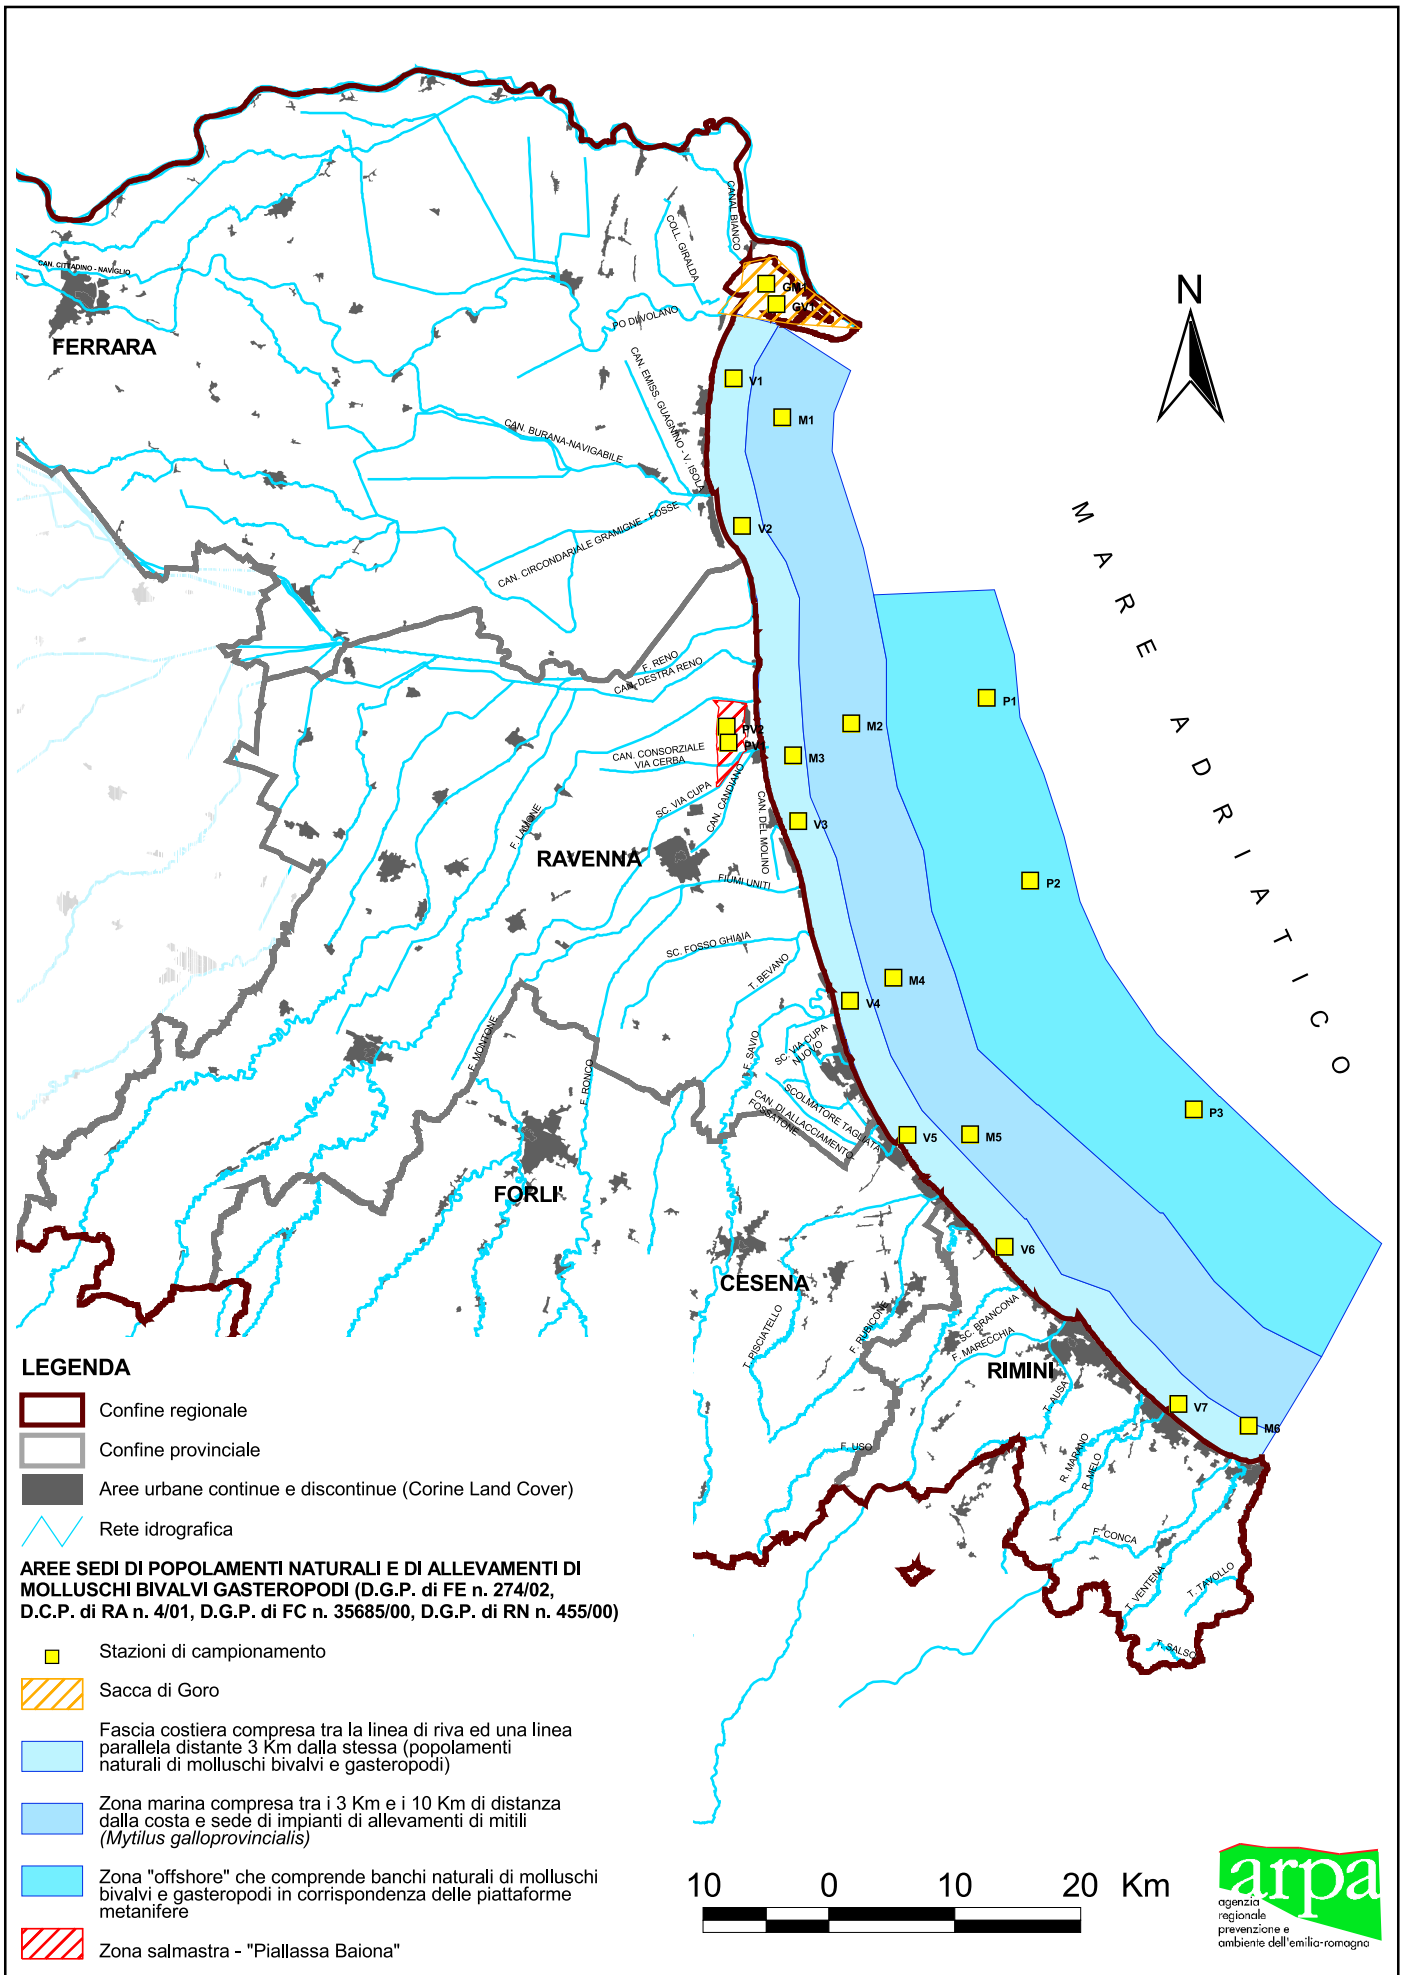 N
CANAL BIANCO
COLL. GIRALDA
CAN. CITTADINO - NAVIGLIO
GM1
GV
PO DI VOLANO
FERRARA
CAN. EMISS. GUAGNINO - V. ISOLA
V1
M1
CAN. BURANA-NAVIGABILE
CAN. CIRCONDARIALE GRAMIGNE - FOSSE
V2
MARE ADRIATICO
F. RENO
CAN. DESTRA RENO
P1
PV2
PV
M2
CAN. CONSORZIALE
VIA CERBA
M3
SC. VIA CUPA
CAN. CANDIANO
CAN. DEL MOLINO
F. LAMONE
V3
RAVENNA
FIUMI UNITI
P2
SC. FOSSO GHIAIA
T. BEVANO
M4
V4
F. MONTONE
F. RONCO
F. SAVIO
SC. VIA CUPA
NUOVO
SCOLMATORE TAGLIATA
CAN. DI ALLACCIAMENTO
FOSSATONE
P3
V5
M5
FORLI'
V6
CESENA
T. PISCIATELLO
F. RUBICONE
SC. BRANCONA
F. MARECCHIA
RIMINI
T. AUSA
V7
M6
F. USO
R. MARANO
R. MELO
F. CONCA
T. VENTENA
T. TAVOLLO
T. SALSO
LEGENDA
Confine regionale
Confine provinciale
Aree urbane continue e discontinue (Corine Land Cover)
Rete idrografica
AREE SEDI DI POPOLAMENTI NATURALI E DI ALLEVAMENTI DI
MOLLUSCHI BIVALVI GASTEROPODI (D.G.P. di FE n. 274/02,
D.C.P. di RA n. 4/01, D.G.P. di FC n. 35685/00, D.G.P. di RN n. 455/00)
Stazioni di campionamento
Sacca di Goro
Fascia costiera compresa tra la linea di riva ed una linea
parallela distante 3 Km dalla stessa (popolamenti
naturali di molluschi bivalvi e gasteropodi)
Zona marina compresa tra i 3 Km e i 10 Km di distanza
dalla costa e sede di impianti di allevamenti di mitili
(Mytilus galloprovincialis)
Zona "offshore" che comprende banchi naturali di molluschi
bivalvi e gasteropodi in corrispondenza delle piattaforme
metanifere
Zona salmastra - "Piallassa Baiona"
10 0 10 20 Km
arpa
agenzia
regionale
prevenzione e
ambiente dell'emilia-romagna